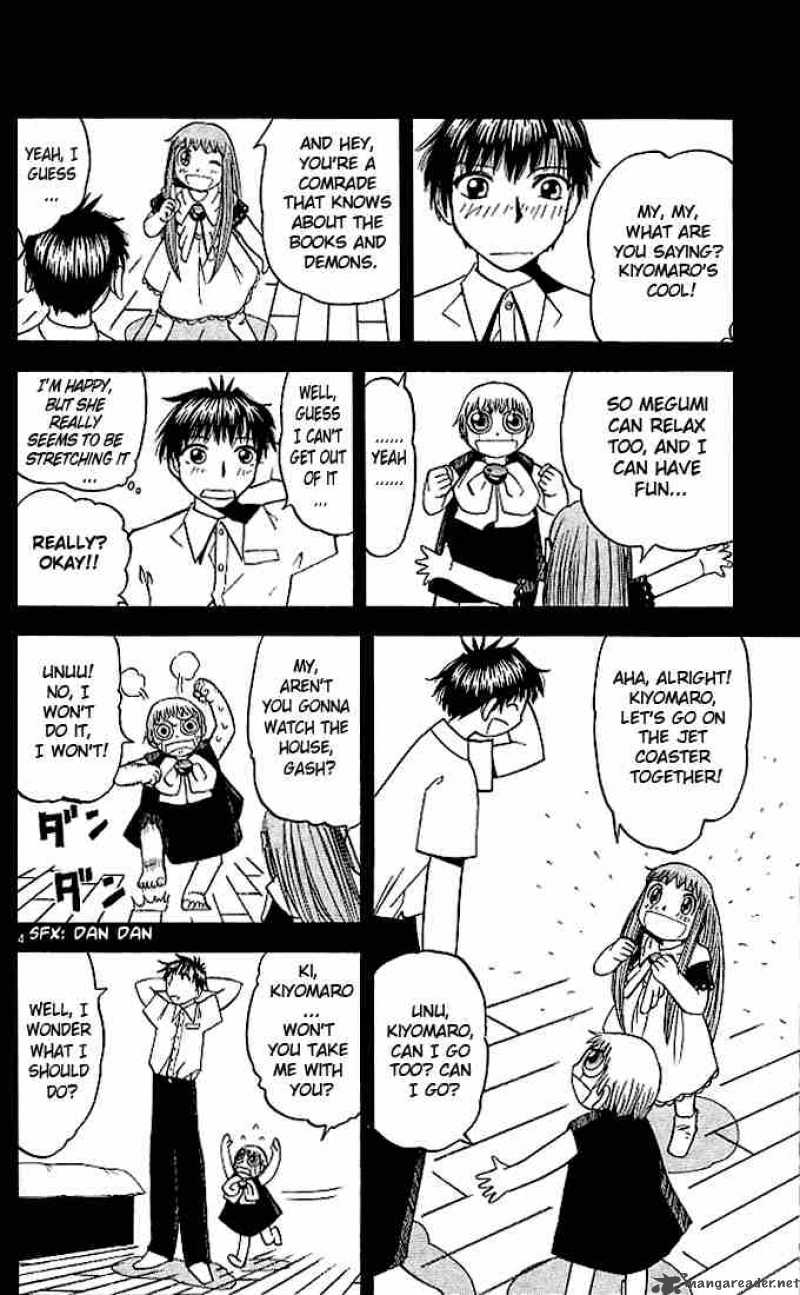 MY, MY,
WHAT ARE
YOU SAYING?
KIYOMARO'S
COOL!
AND HEY,
YOU'RE A
COMRADE
THAT KNOWS
ABOUT THE
BOOKS AND
DEMONS.
YEAH, I
GUESS
...
SO MEGUMI
CAN RELAX
TOO, AND I
CAN HAVE
FUN...
......
YEAH
......
WELL,
GUESS
I CAN'T
GET OUT
OF IT
...
I'M HAPPY,
BUT SHE
REALLY
SEEMS TO BE
STRETCHING IT
...
REALLY?
OKAY!!
AHA, ALRIGHT!
KIYOMARO,
LET'S GO ON
THE JET
COASTER
TOGETHER!
UNU,
KIYOMARO,
CAN I GO
TOO? CAN
I GO?
MY,
AREN'T
YOU GONNA
WATCH THE
HOUSE,
GASH?
UNUU!
NO, I
WON'T
DO IT,
I WON'T!
ダン
ダン
4
SFX: DAN DAN
KI,
KIYOMARO
...
WON'T
YOU TAKE
ME WITH
YOU?
WELL, I
WONDER
WHAT I
SHOULD
DO?
mangareader.net